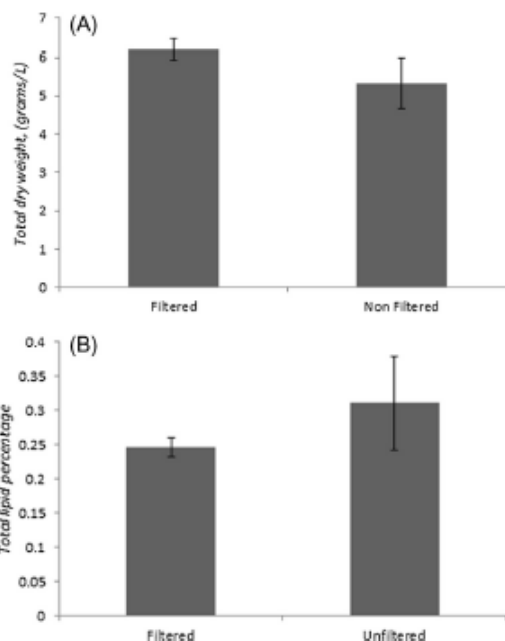 (A)
Total dry weight, (grams/L)
7
6
5
4
3
2
1
0
Filtered
Non Filtered
(B)
Total lipid percentage
0.4
0.35
0.3
0.25
0.2
0.15
0.1
0.05
0
Filtered
Unfiltered